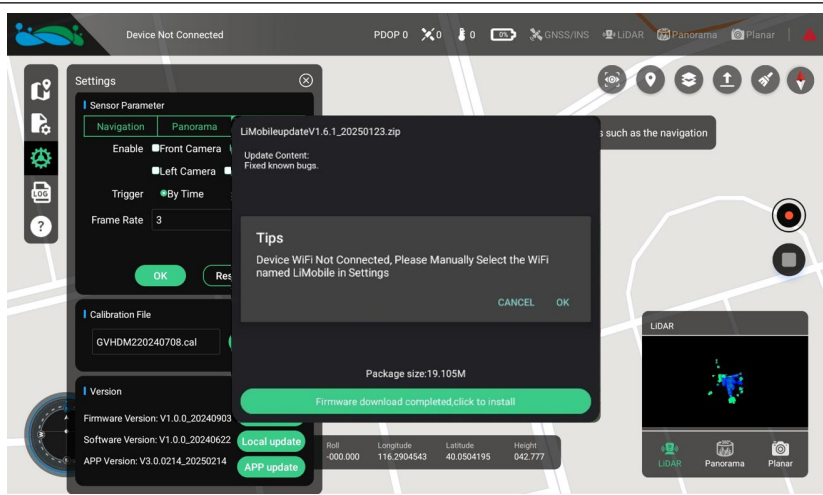 Device Not Connected
PDOP 0
0
0
0%
GNSS/INS
LiDAR
Panorama
Planar
Settings
Sensor Parameter
Navigation
Panorama
Enable
Front Camera
Left Camera
Trigger
By Time
Frame Rate
3
OK
Res
Calibration File
GVHDM220240708.cal
Version
Firmware Version: V1.0.0_20240903
Software Version: V1.0.0_20240622
Local update
APP Version: V3.0.0214_20250214
APP update
LOG
?
LiMobileupdateV1.6.1_20250123.zip
Update Content:
Fixed known bugs.
Tips
Device WiFi Not Connected, Please Manually Select the WiFi
named LiMobile in Settings
CANCEL
OK
Package size:19.105M
Firmware download completed,click to install
s such as the navigation
Roll
Longitude
Latitude
Height
-000.000
116.2904543
40.0504195
042.777
LiDAR
LiDAR
Panorama
Planar